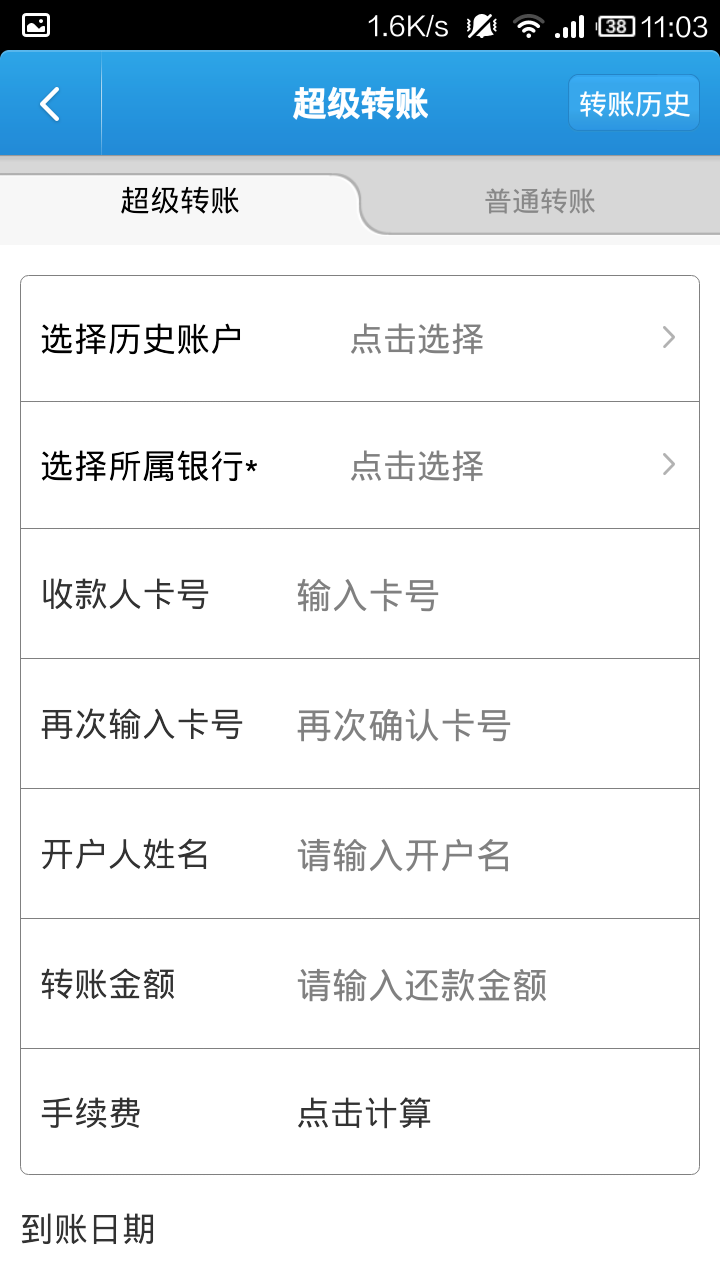 1.6K/s 38 11:03
超级转账 转账历史
超级转账 普通转账
选择历史账户 点击选择
选择所属银行* 点击选择
收款人卡号 输入卡号
再次输入卡号 再次确认卡号
开户人姓名 请输入开户名
转账金额 请输入还款金额
手续费 点击计算
到账日期